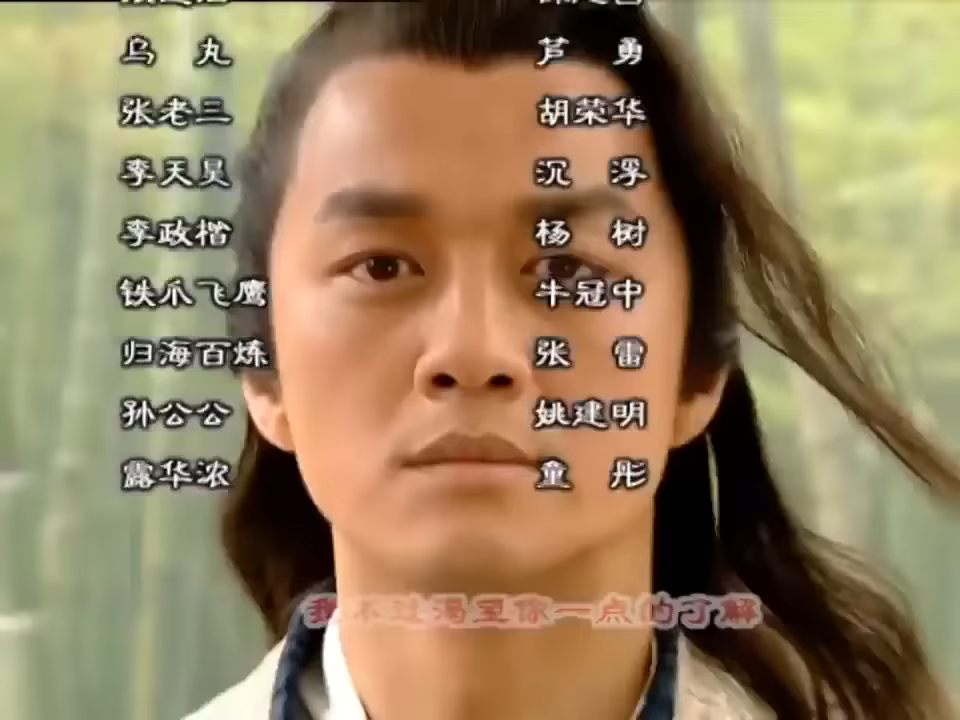 乌丸 芦勇
张老三 胡荣华
李天昊 沉浮
李政楷 杨树
铁爪飞鹰 牛冠中
归海百炼 张雷
孙公公 姚建明
露华浓 童彤
我不过渴望你一点的了解